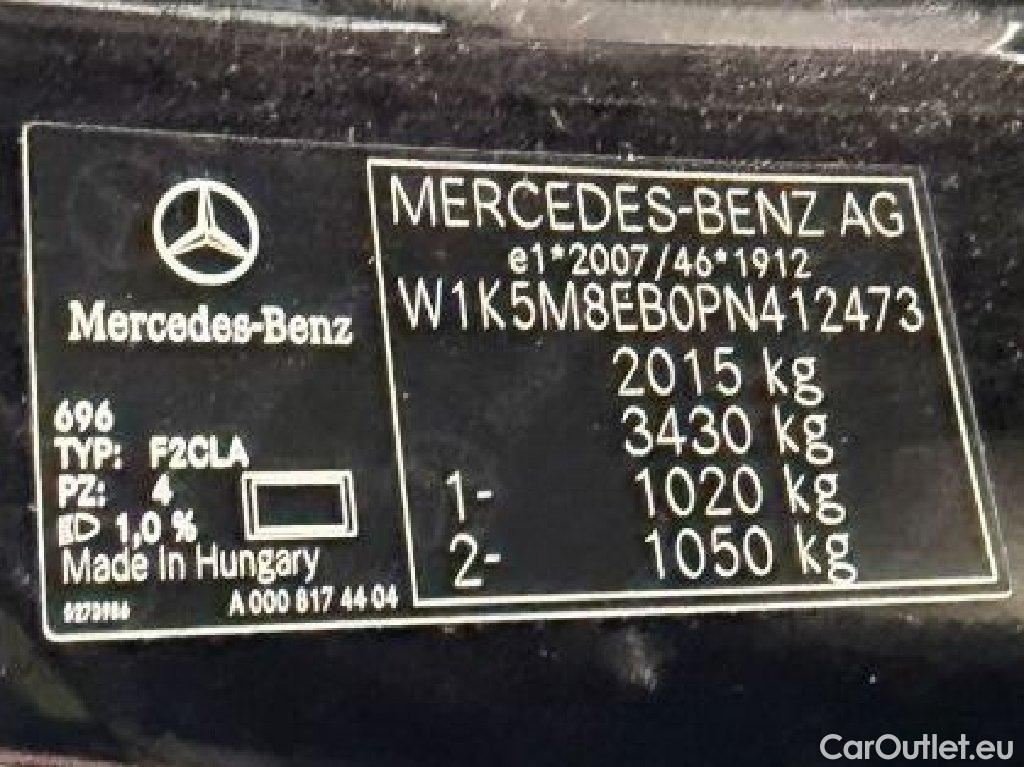 Mercedes-Benz
696
TYP: F2CLA
PZ: 4
1,0 %
Made In Hungary
A 000 817 44 04
MERCEDES-BENZ AG
e1*2007/46*1912
W1K5M8EB0PN412473
2015 kg
3430 kg
1- 1020 kg
2- 1050 kg
CarOutlet.eu